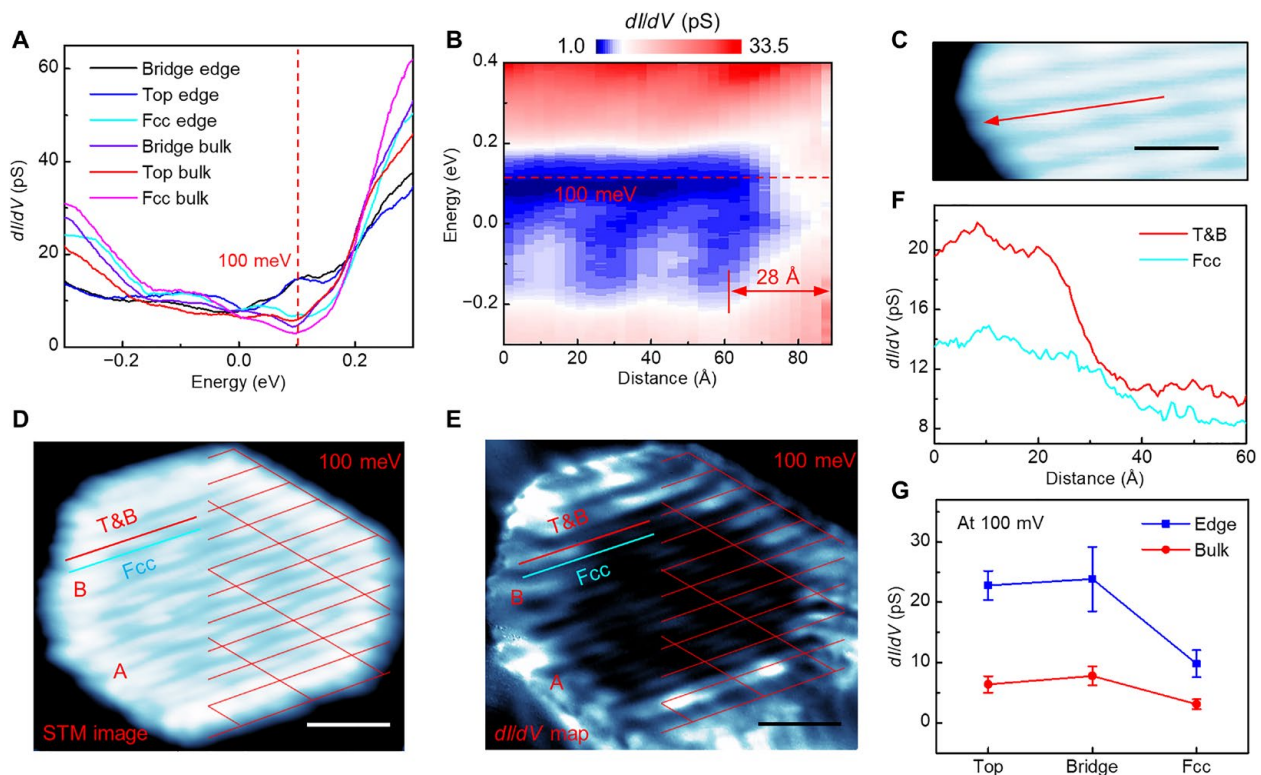 A
dI/dV (pS)
60
40
20
0
Bridge edge
Top edge
Fcc edge
Bridge bulk
Top bulk
Fcc bulk
100 meV
−0.2
0.0
0.2
Energy (eV)
B
dI/dV (pS)
1.0
33.5
Energy (eV)
0.4
0.2
0.0
−0.2
100 meV
28 Å
0
20
40
60
80
Distance (Å)
C
F
dI/dV (pS)
20
16
12
8
T&B
Fcc
0
10
20
30
40
50
60
Distance (Å)
D
100 meV
T&B
Fcc
B
A
STM image
E
100 meV
T&B
Fcc
B
A
dI/dV map
G
dI/dV (pS)
30
20
10
0
At 100 mV
Edge
Bulk
Top
Bridge
Fcc